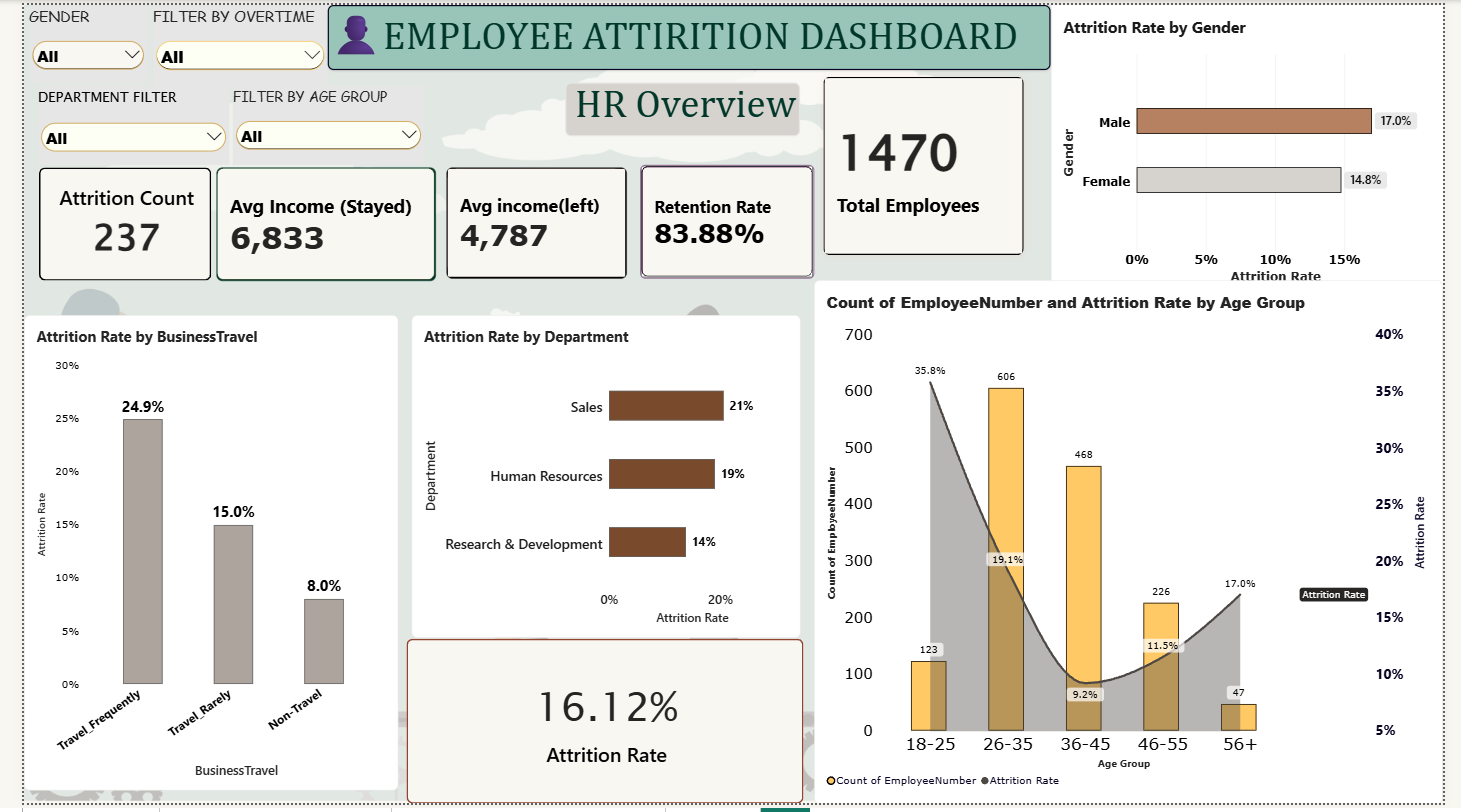 GENDER
All
FILTER BY OVERTIME
All
EMPLOYEE ATTIRITION DASHBOARD
DEPARTMENT FILTER
All
FILTER BY AGE GROUP
All
HR Overview
1470
Total Employees
Attrition Count
237
Avg Income (Stayed)
6,833
Avg income(left)
4,787
Retention Rate
83.88%
Attrition Rate by Gender
Gender
Male
17.0%
Female
14.8%
0% 5% 10% 15%
Attrition Rate
Attrition Rate by BusinessTravel
Attrition Rate
30%
25%
20%
15%
10%
5%
0%
24.9%
15.0%
8.0%
Travel_Frequently
Travel_Rarely
Non-Travel
BusinessTravel
Attrition Rate by Department
Department
Sales
21%
Human Resources
19%
Research & Development
14%
0% 20%
Attrition Rate
16.12%
Attrition Rate
Count of EmployeeNumber and Attrition Rate by Age Group
Count of EmployeeNumber
700
600
500
400
300
200
100
0
35.8%
606
468
226
123
47
19.1%
9.2%
11.5%
17.0%
40%
35%
30%
25%
20%
15%
10%
5%
Attrition Rate
Attrition Rate
18-25 26-35 36-45 46-55 56+
Age Group
Count of EmployeeNumber Attrition Rate